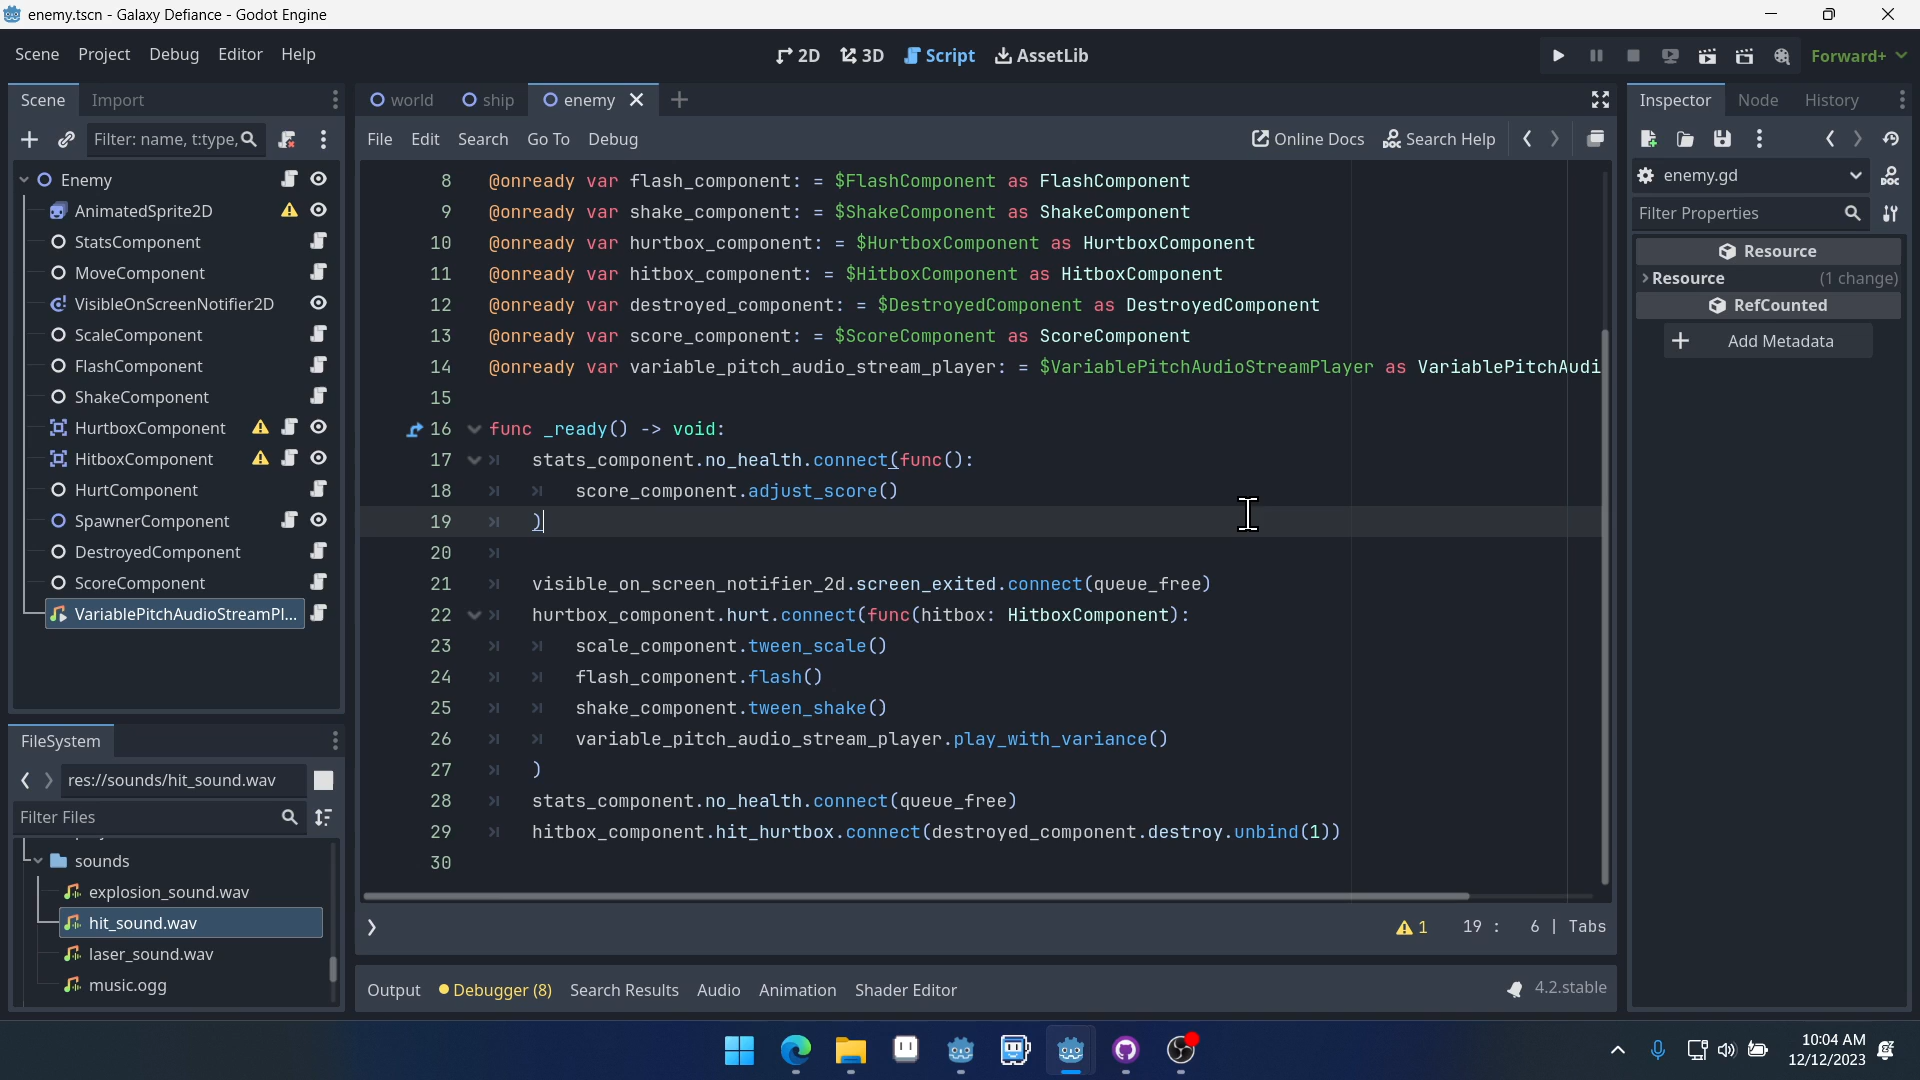 enemy.tscn - Galaxy Defiance - Godot Engine
Scene Project Debug Editor Help
2D 3D Script AssetLib
Forward+
Scene Import
world ship enemy
Inspector Node History
Filter: name, t:type,
File Edit Search Go To Debug
Online Docs Search Help
Enemy
AnimatedSprite2D
StatsComponent
MoveComponent
VisibleOnScreenNotifier2D
ScaleComponent
FlashComponent
ShakeComponent
HurtboxComponent
HitboxComponent
HurtComponent
SpawnerComponent
DestroyedComponent
ScoreComponent
VariablePitchAudioStreamPl...
8 @onready var flash_component: = $FlashComponent as FlashComponent
9 @onready var shake_component: = $ShakeComponent as ShakeComponent
10 @onready var hurtbox_component: = $HurtboxComponent as HurtboxComponent
11 @onready var hitbox_component: = $HitboxComponent as HitboxComponent
12 @onready var destroyed_component: = $DestroyedComponent as DestroyedComponent
13 @onready var score_component: = $ScoreComponent as ScoreComponent
14 @onready var variable_pitch_audio_stream_player: = $VariablePitchAudioStreamPlayer as VariablePitchAudi
15
16 func _ready() -> void:
17 stats_component.no_health.connect(func():
18 score_component.adjust_score()
19 )
20
21 visible_on_screen_notifier_2d.screen_exited.connect(queue_free)
22 hurtbox_component.hurt.connect(func(hitbox: HitboxComponent):
23 scale_component.tween_scale()
24 flash_component.flash()
25 shake_component.tween_shake()
26 variable_pitch_audio_stream_player.play_with_variance()
27 )
28 stats_component.no_health.connect(queue_free)
29 hitbox_component.hit_hurtbox.connect(destroyed_component.destroy.unbind(1))
30
1 19 : 6 | Tabs
enemy.gd
Filter Properties
Resource
Resource (1 change)
RefCounted
Add Metadata
FileSystem
res://sounds/hit_sound.wav
Filter Files
sounds
explosion_sound.wav
hit_sound.wav
laser_sound.wav
music.ogg
Output Debugger (8) Search Results Audio Animation Shader Editor
4.2.stable
10:04 AM
12/12/2023